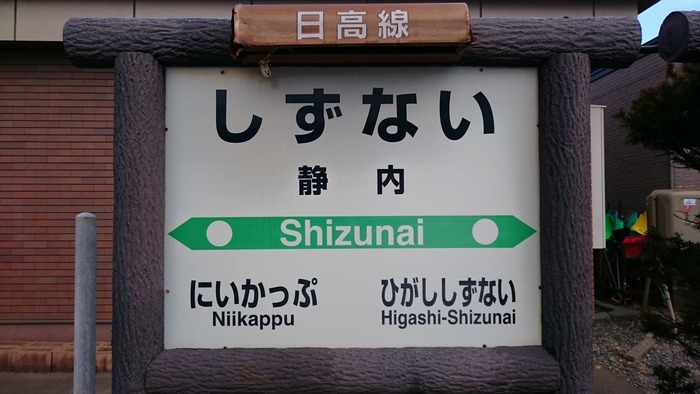 日高線
しずない
静内
Shizunai
にいかっぷ ひがししずない
Niikappu Higashi-Shizunai